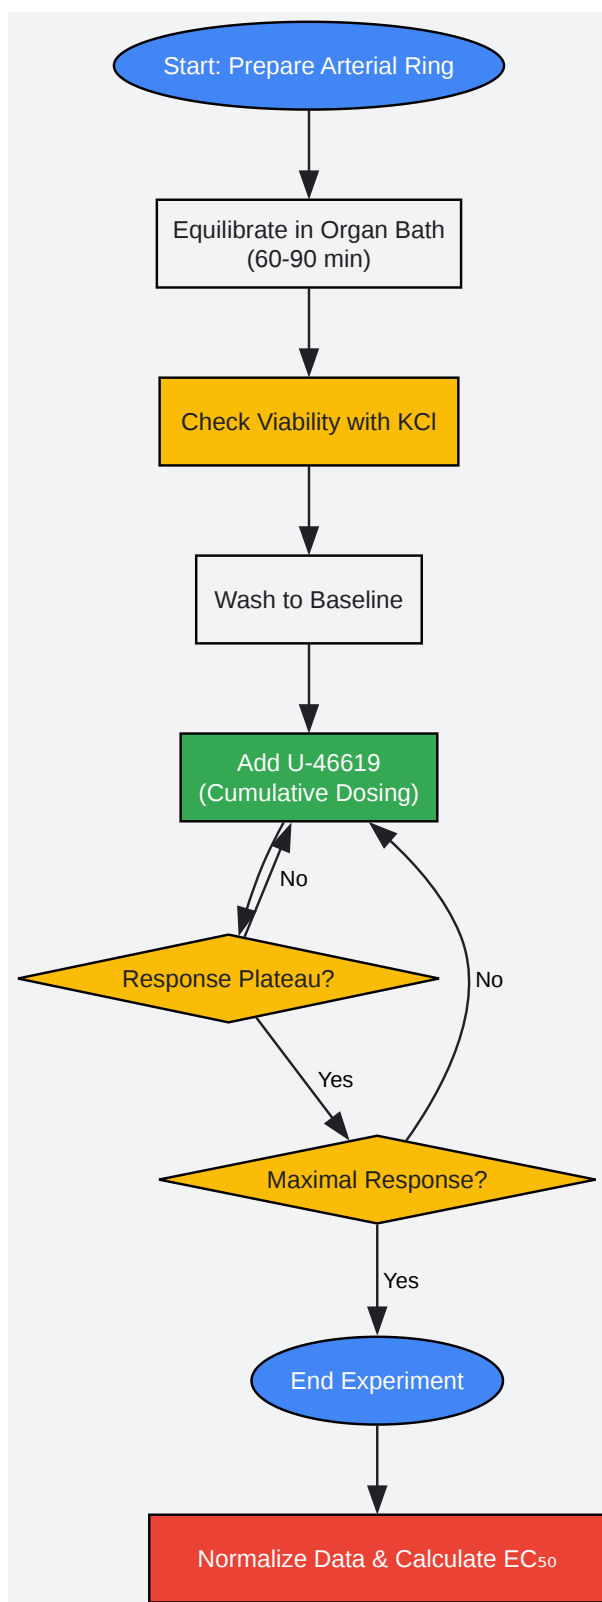 Start: Prepare Arterial Ring
Equilibrate in Organ Bath
(60-90 min)
Check Viability with KCl
Wash to Baseline
Add U-46619
(Cumulative Dosing)
No
Response Plateau?
No
Yes
Maximal Response?
Yes
End Experiment
Normalize Data & Calculate EC₅₀